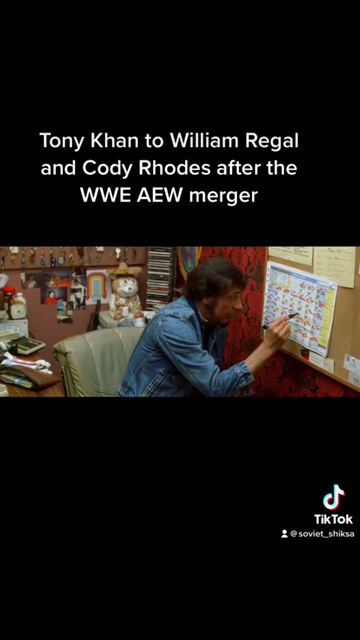 Tony Khan to William Regal
and Cody Rhodes after the
WWE AEW merger
TikTok
@soviet_shiksa